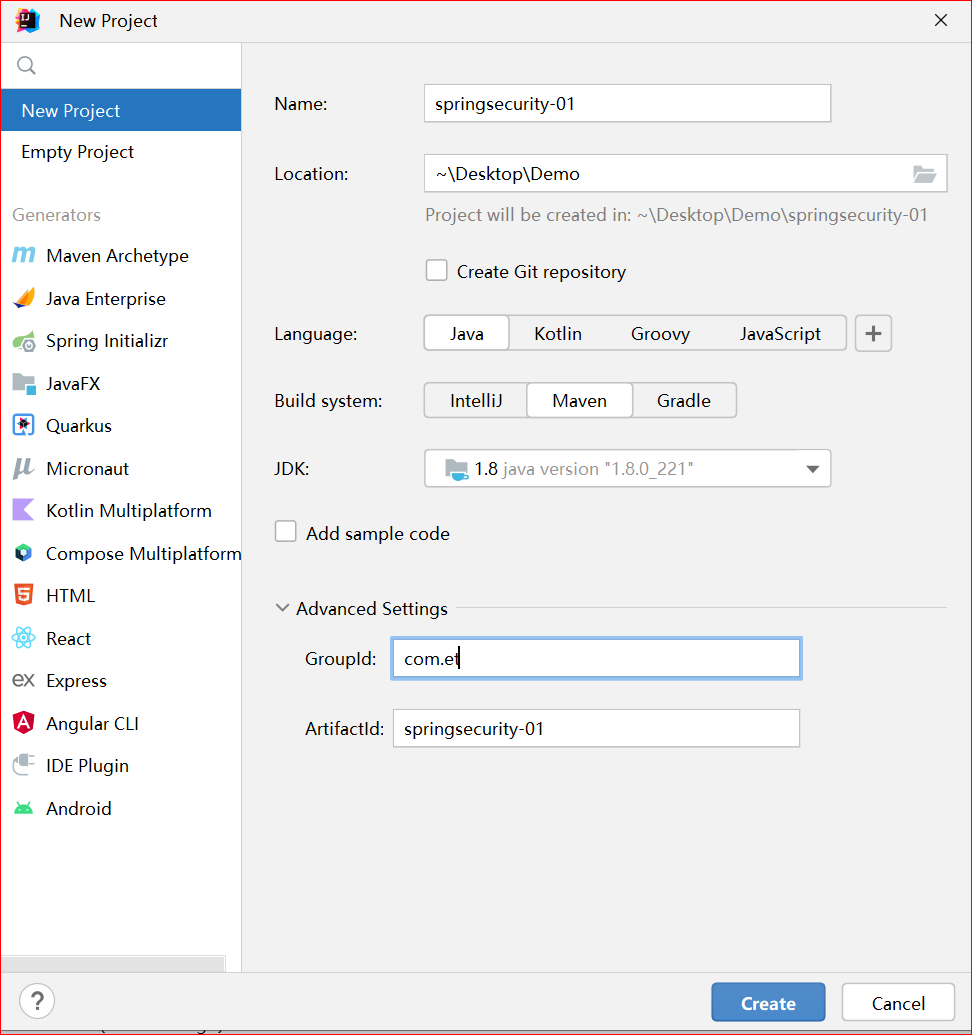 New Project
New Project
Empty Project
Generators
Maven Archetype
Java Enterprise
Spring Initializr
JavaFX
Quarkus
Micronaut
Kotlin Multiplatform
Compose Multiplatform
HTML
React
ex Express
Angular CLI
IDE Plugin
Android
Name: springsecurity-01
Location: ~\Desktop\Demo
Project will be created in: ~\Desktop\Demo\springsecurity-01
Create Git repository
Language: Java Kotlin Groovy JavaScript +
Build system: IntelliJ Maven Gradle
JDK: 1.8 java version "1.8.0_221"
Add sample code
Advanced Settings
GroupId: com.et
ArtifactId: springsecurity-01
? Create Cancel